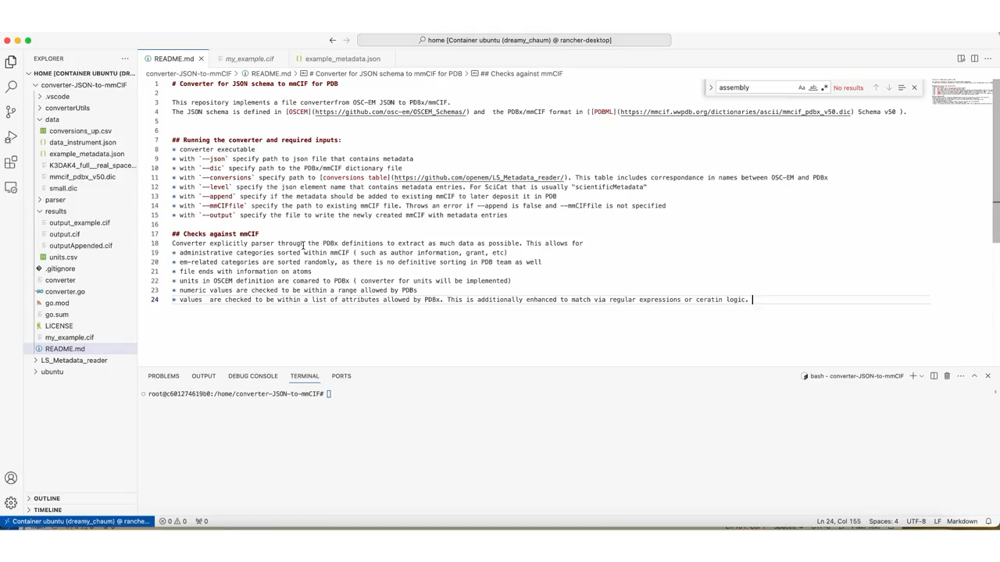 home [Container ubuntu (dreamy_chaum) @ rancher-desktop]
EXPLORER
README.md
my_example.cif
example_metadata.json
HOME [CONTAINER UBUNTU (DREAMY_CHA...
converter-JSON-to-mmCIF > README.md > # Converter for JSON schema to mmCIF for PDB > ## Checks against mmCIF
converter-JSON-to-mmCIF
.vscode
converterUtils
data
conversions_up.csv
data_instrument.json
example_metadata.json
K3DAK4_full__real_space...
mmcif_pdbx_v50.dic
small.dic
parser
results
output_example.cif
output.cif
outputAppended.cif
units.csv
.gitignore
converter
converter.go
go.mod
go.sum
LICENSE
my_example.cif
README.md
LS_Metadata_reader
ubuntu
OUTLINE
TIMELINE
assembly
Aa
ab
No results
1 # Converter for JSON schema to mmCIF for PDB
2
3 This repository implements a file converterfrom OSC-EM JSON to PDBx/mmCIF.
4 The JSON schema is defined in [OSCEM](https://github.com/osc-em/OSCEM_Schemas/) and  the PDBx/mmCIF format in ([PDBML](https://mmcif.wwpdb.org/dictionaries/ascii/mmcif_pdbx_v50.dic) Schema v50 ).
5
6
7 ## Running the converter and required inputs:
8 * converter executable
9 * with `--json` specify path to json file that contains metadata
10 * with `--dic` specify path to the PDBx/mmCIF dictionary file
11 * with `--conversions` specify path to [conversions table](https://github.com/openem/LS_Metadata_reader/). This table includes correspondance in names between OSC-EM and PDBx
12 * with `--level` specify the json element name that contains metadata entries. For SciCat that is usually "scientificMetadata"
13 * with `--append` specify if the metadata should be added to existing mmCIF to later deposit it in PDB
14 * with `--mmCIFfile` specify the path to existing mmCIF file. Throws an error if --append is false and --mmCIFfile is not specified
15 * with `--output` specify the file to write the newly created mmCIF with metadata entries
16
17 ## Checks against mmCIF
18 Converter explicitly parser through the PDBx definitions to extract as much data as possible. This allows for
19 * administrative categories sorted within mmCIF ( such as author information, grant, etc)
20 * em-related categories are sorted randomly, as there is no definitive sorting in PDB team as well
21 * file ends with information on atoms
22 * units in OSCEM definition are comared to PDBx ( converter for units will be implemented)
23 * numeric values are checked to be within a range allowed by PDBs
24 * values  are checked to be within a list of attributes allowed by PDBx. This is additionally enhanced to match via regular expressions or ceratin logic.
PROBLEMS OUTPUT DEBUG CONSOLE TERMINAL PORTS
bash - converter-JSON-to-mmCIF
root@c601274619b0:/home/converter-JSON-to-mmCIF#
Container ubuntu (dreamy_chaum) @ ranche...
0 0 0
Ln 24, Col 155 Spaces: 4 UTF-8 LF Markdown